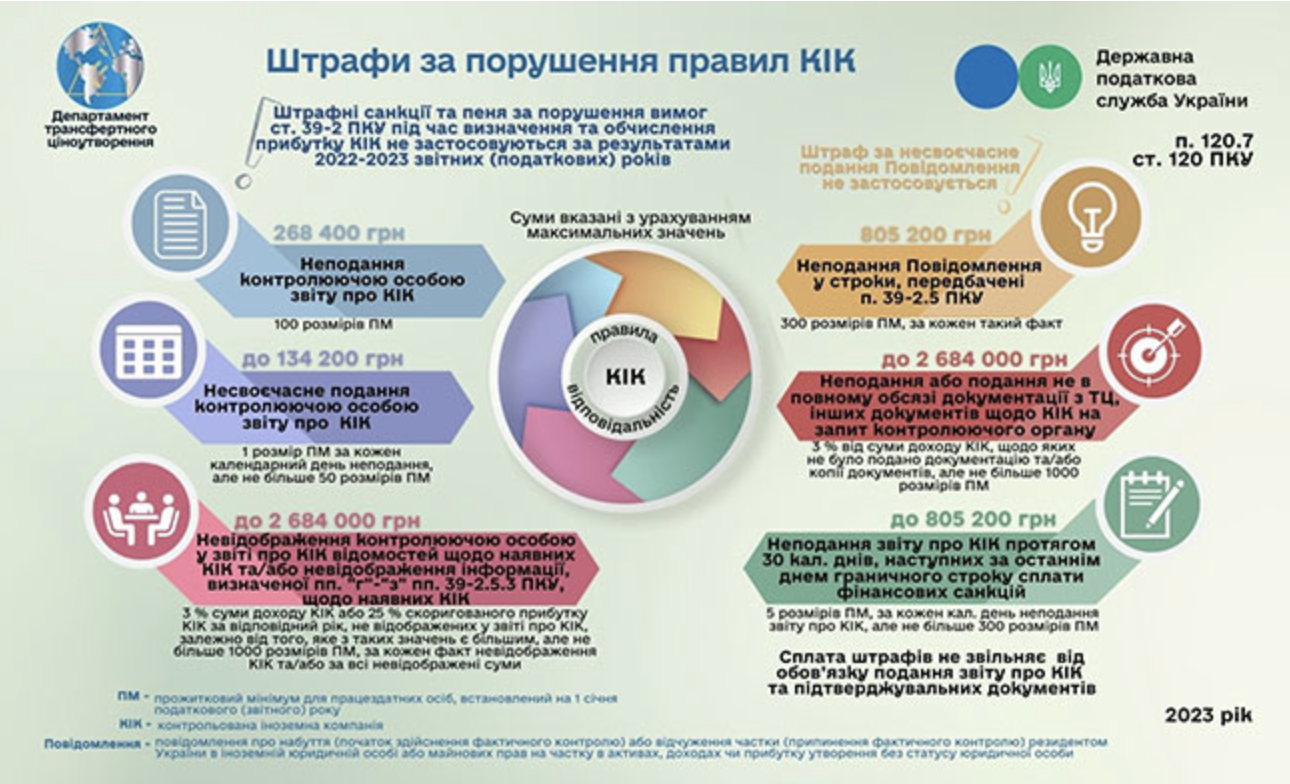 Департамент
трансфертного
ціноутворення
Штрафи за порушення правил КІК
Державна
податкова
служба України
п. 120.7
ст. 120 ПКУ
Штрафні санкції та пеня за порушення вимог
ст. 39-2 ПКУ під час визначення та обчислення
прибутку КІК не застосовуються за результатами
2022-2023 звітних (податкових) років
Штраф за несвоєчасне
подання Повідомлення
не застосовується
Суми вказані з урахуванням
максимальних значень
268 400 грн
Неподання
контролюючою особою
звіту про КІК
100 розмірів ПМ
до 134 200 грн
Несвоєчасне подання
контролюючою особою
звіту про КІК
1 розмір ПМ за кожен
календарний день неподання,
але не більше 50 розмірів ПМ
до 2 684 000 грн
Невідображення контролюючою особою
у звіті про КІК відомостей щодо наявних
КІК та/або невідображення інформації,
визначеної пп. "г"-"з" пп. 39-2.5.3 ПКУ,
щодо наявних КІК
3 % суми доходу КІК або 25 % скоригованого прибутку
КІК за відповідний рік, не відображених у звіті про КІК,
залежно від того, яке з таких значень є більшим, але не
більше 1000 розмірів ПМ, за кожен факт невідображення
КІК та/або за всі невідображені суми
правила
КІК
відповідальність
805 200 грн
Неподання Повідомлення
у строки, передбачені
п. 39-2.5 ПКУ
300 розмірів ПМ, за кожен такий факт
до 2 684 000 грн
Неподання або подання не в
повному обсязі документації з ТЦ,
інших документів щодо КІК на
запит контролюючого органу
3 % від суми доходу КІК, щодо яких
не було подано документацію та/або
копії документів, але не більше 1000
розмірів ПМ
до 805 200 грн
Неподання звіту про КІК протягом
30 кал. днів, наступних за останнім
днем граничного строку сплати
фінансових санкцій
5 розмірів ПМ, за кожен кал. день неподання
звіту про КІК, але не більше 300 розмірів ПМ
Сплата штрафів не звільняє від
обов’язку подання звіту про КІК
та підтверджувальних документів
2023 рік
ПМ - прожитковий мінімум для працездатних осіб, встановлений на 1 січня
податкового (звітного) року
КІК - контрольована іноземна компанія
Повідомлення - повідомлення про набуття (початок здійснення фактичного контролю) або відчуження частки (припинення фактичного контролю) резидентом
України в іноземній юридичній особі або майнових прав на частку в активах, доходах чи прибутку утворення без статусу юридичної особи